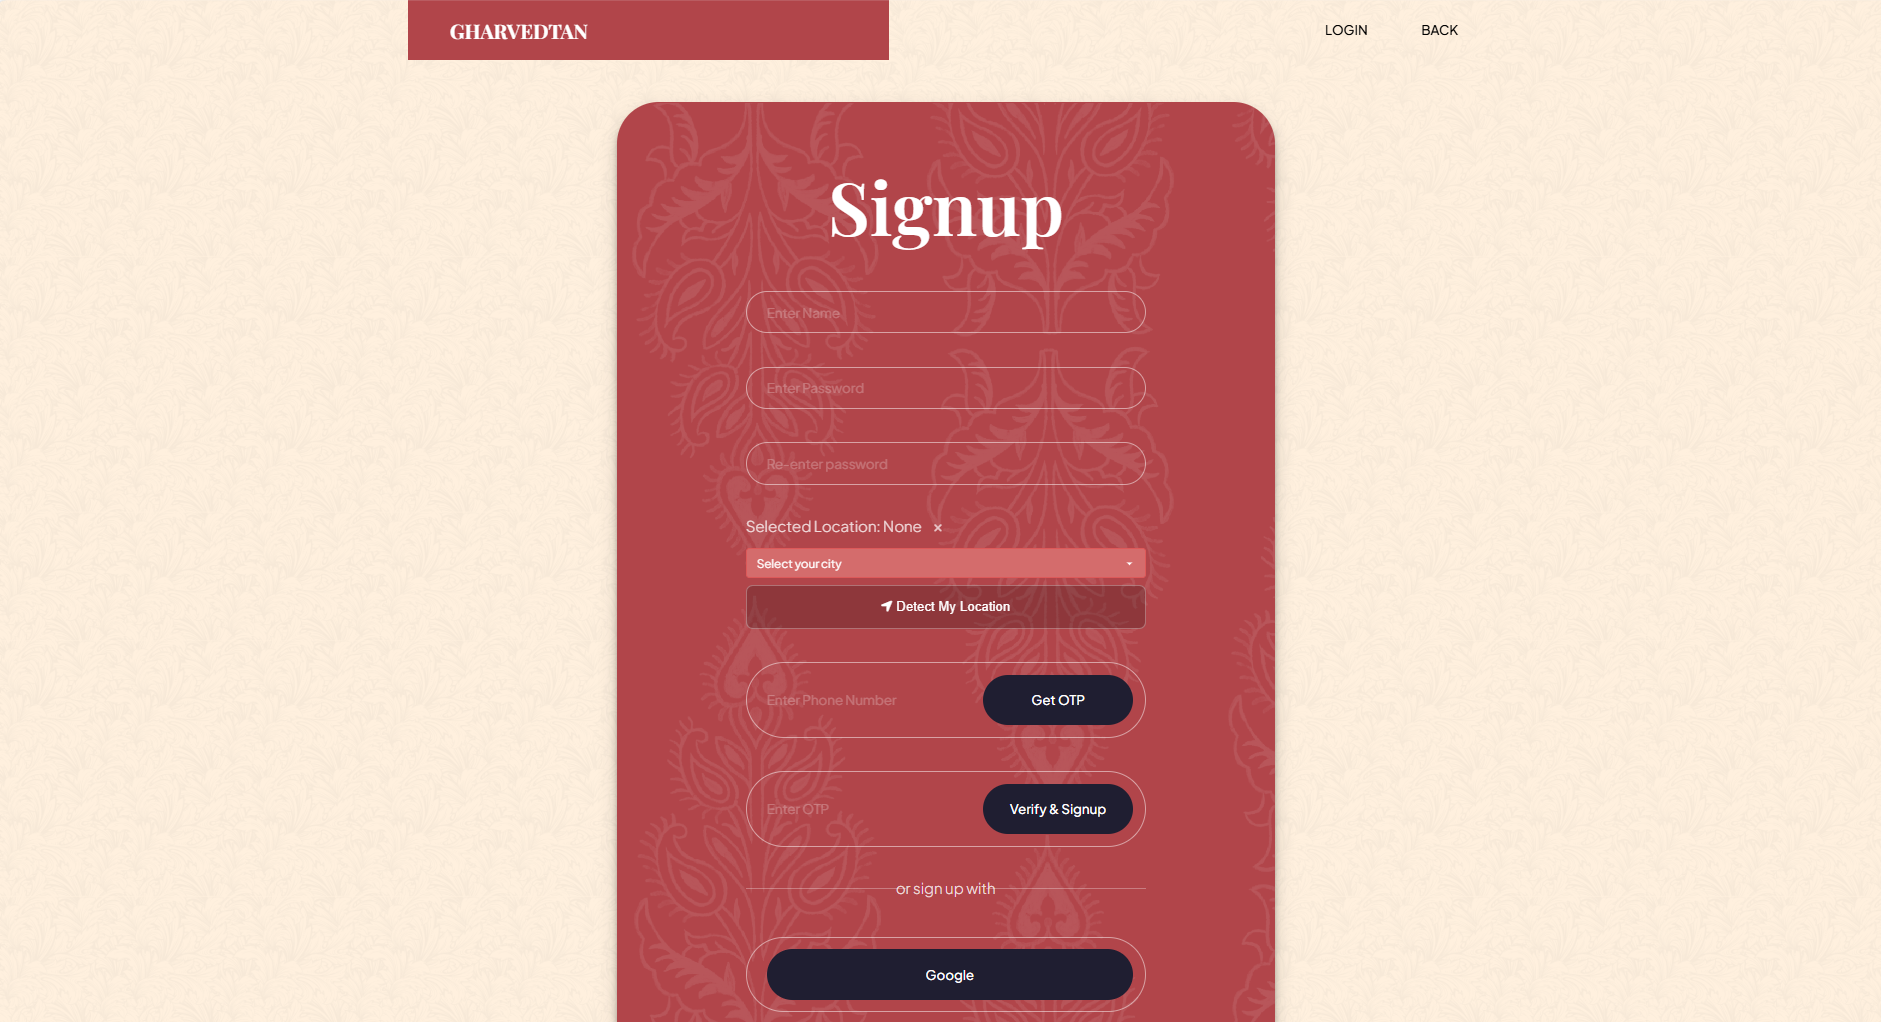 GHARVEDTAN
LOGIN
BACK
Signup
Enter Name
Enter Password
Re-enter password
Selected Location: None ×
Select your city
Detect My Location
Enter Phone Number
Get OTP
Enter OTP
Verify & Signup
or sign up with
Google